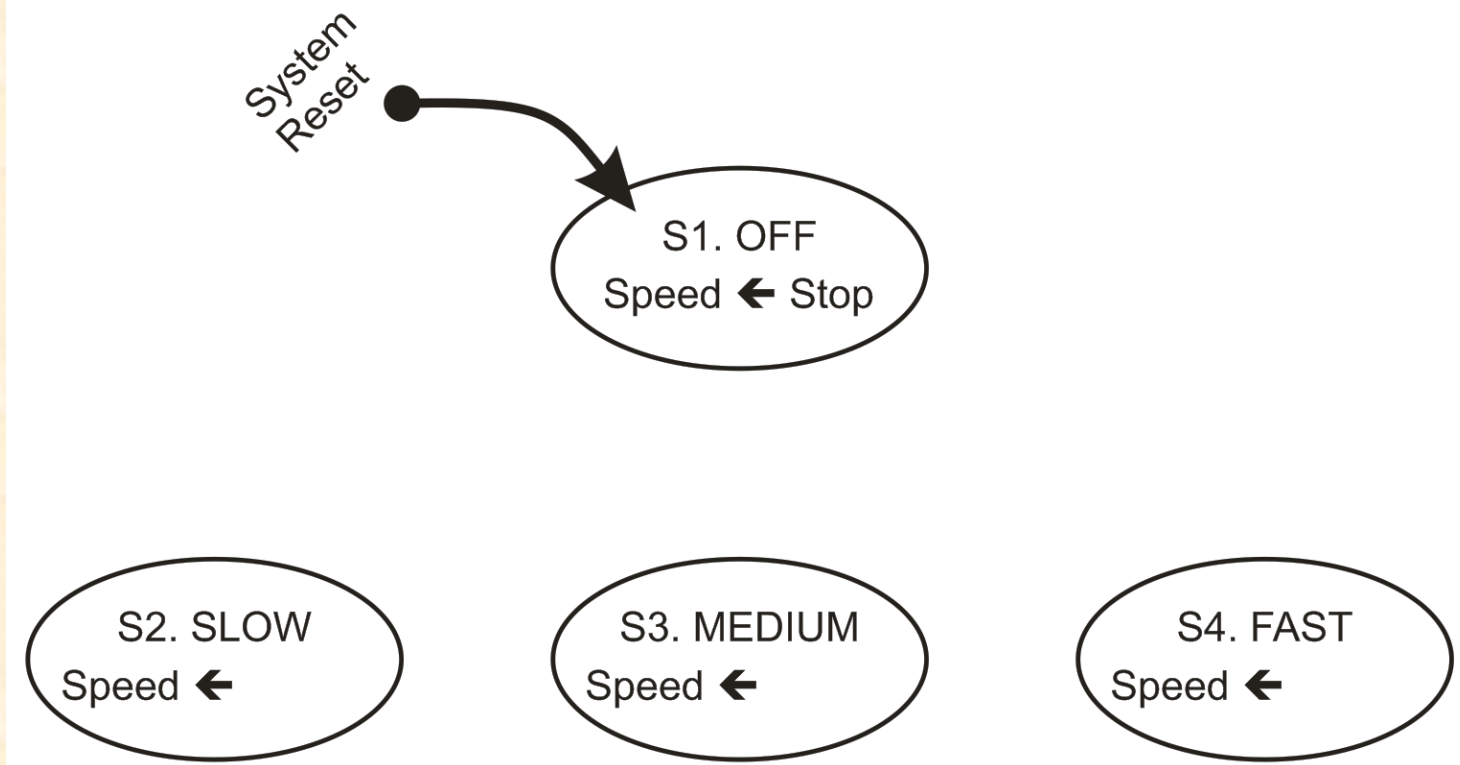 System
Reset
S1. OFF
Speed ← Stop
S2. SLOW
Speed ←
S3. MEDIUM
Speed ←
S4. FAST
Speed ←